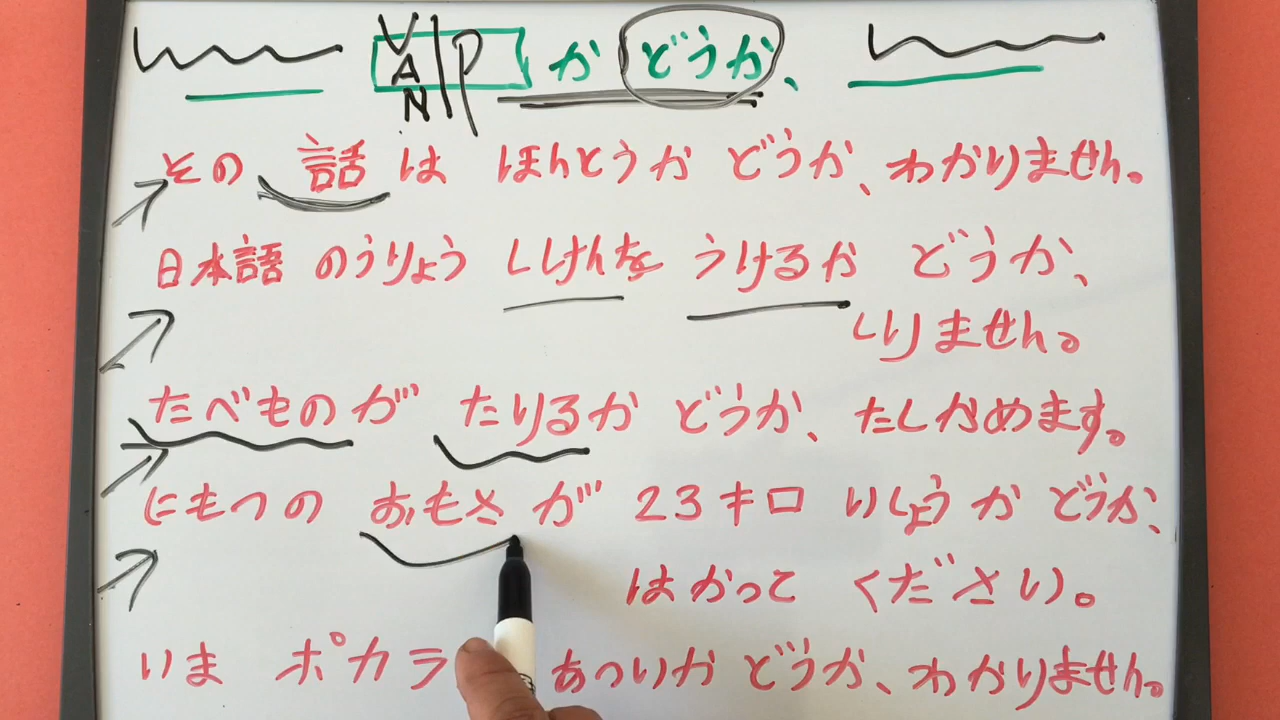 VAN P か どうか、
その 話 は ほんとうか どうか、わかりません。
日本語 のうりょう しけんを うけるか どうか、
しりません。
たべものが たりるか どうか、たしかめます。
にもつの おもさが 23キロ いじょうか どうか、
はかって ください。
いま ポカラ あついか どうか、わかりません。